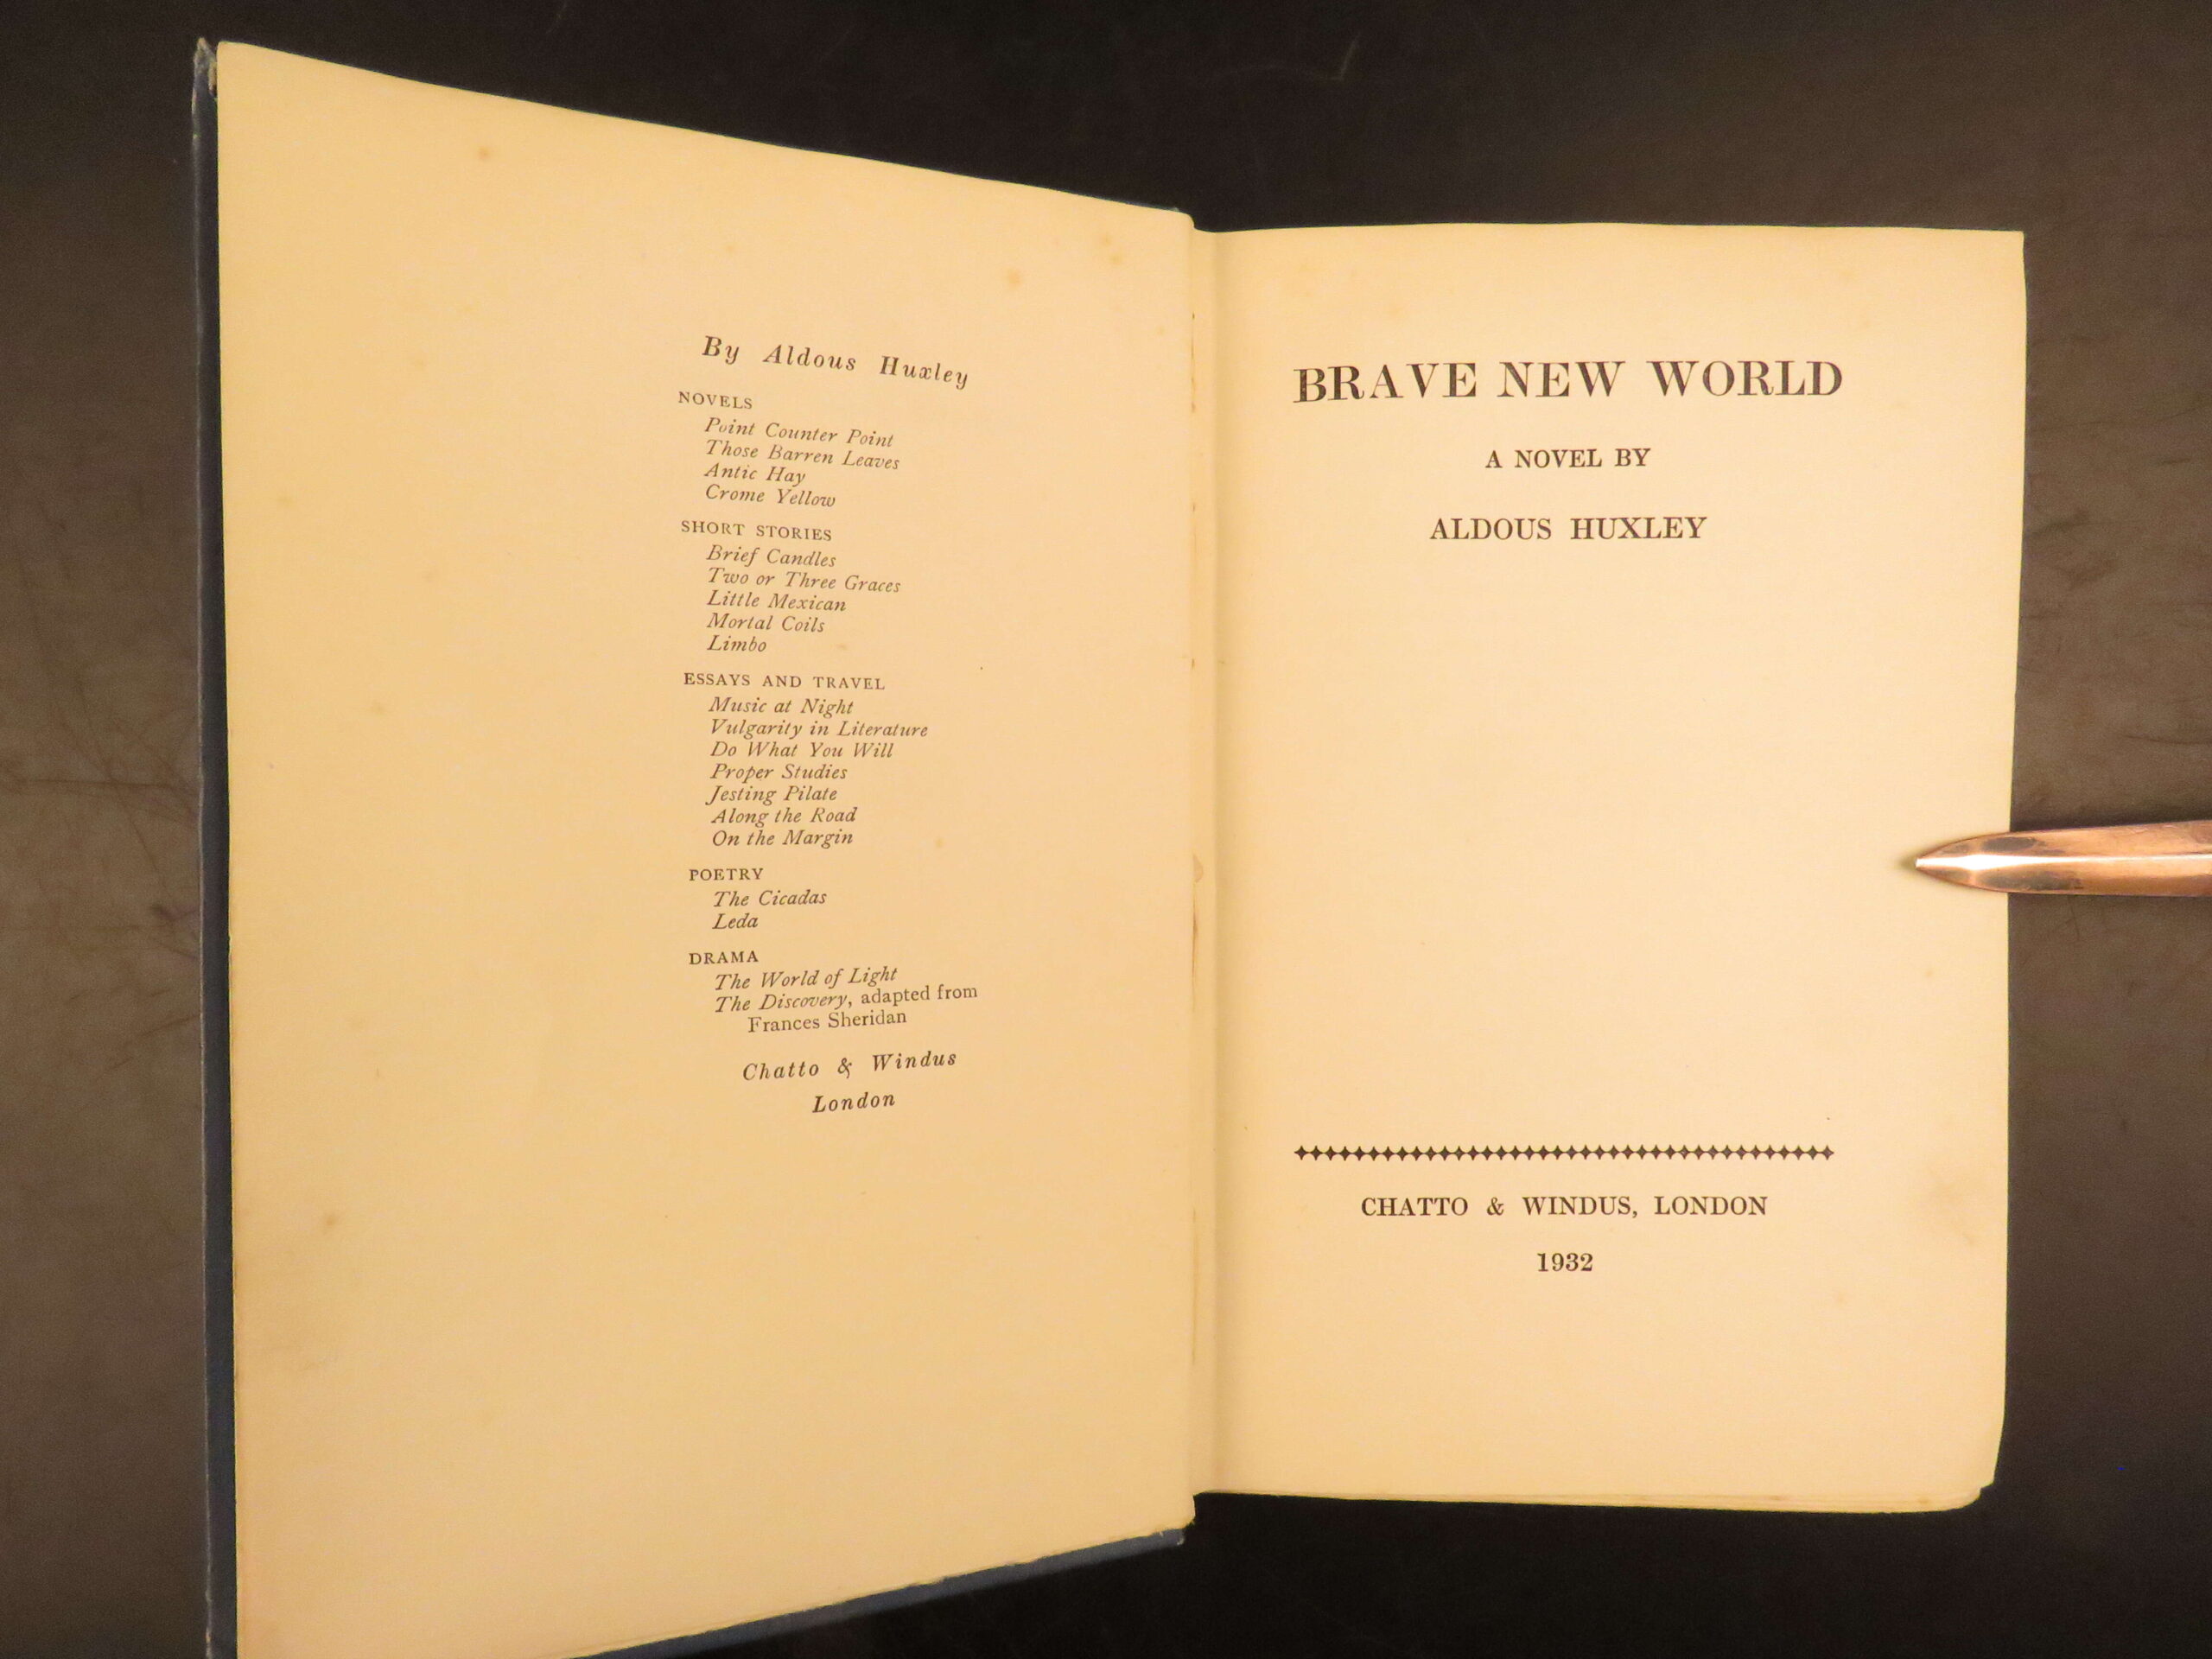 By Aldous Huxley
NOVELS
Point Counter Point
Those Barren Leaves
Antic Hay
Crome Yellow
SHORT STORIES
Brief Candles
Two or Three Graces
Little Mexican
Mortal Coils
Limbo
ESSAYS AND TRAVEL
Music at Night
Vulgarity in Literature
Do What You Will
Proper Studies
Jesting Pilate
Along the Road
On the Margin
POETRY
The Cicadas
Leda
DRAMA
The World of Light
The Discovery, adapted from
Frances Sheridan
Chatto & Windus
London
BRAVE NEW WORLD
A NOVEL BY
ALDOUS HUXLEY
CHATTO & WINDUS, LONDON
1932